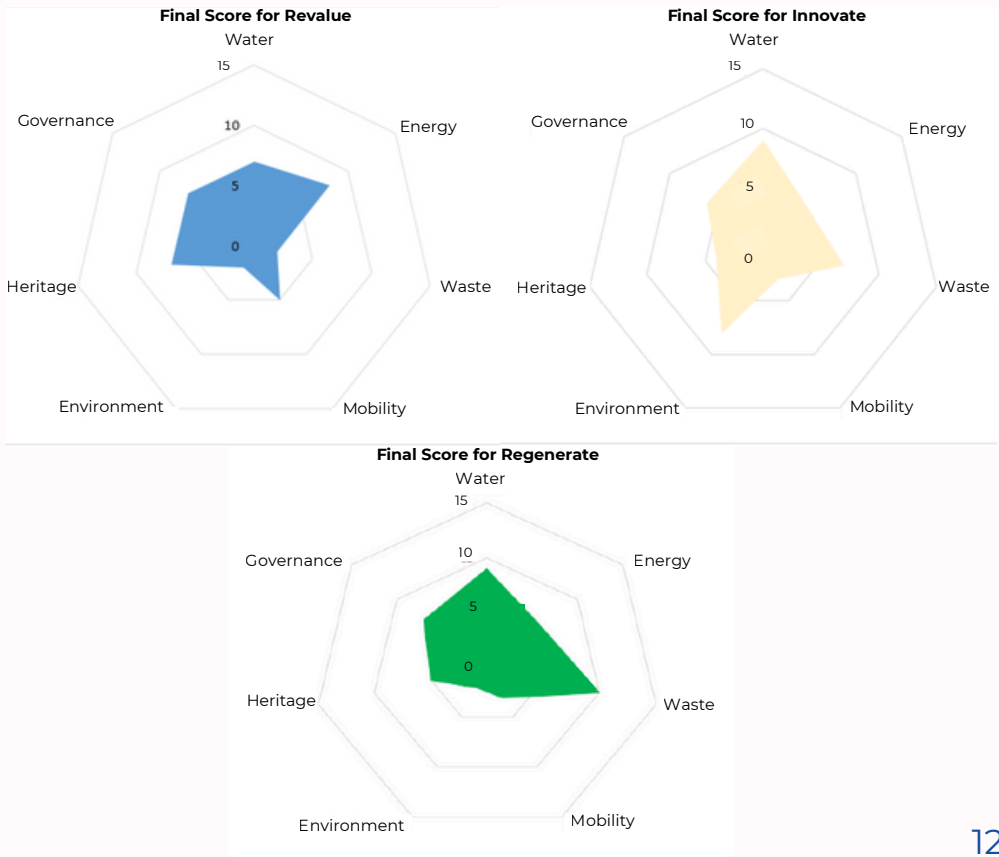 Final Score for Revalue
Water
15
10
5
0
Energy
Waste
Mobility
Environment
Heritage
Governance
Final Score for Innovate
Water
15
10
5
0
Energy
Waste
Mobility
Environment
Heritage
Governance
Final Score for Regenerate
Water
15
10
5
0
Energy
Waste
Mobility
Environment
Heritage
Governance
12